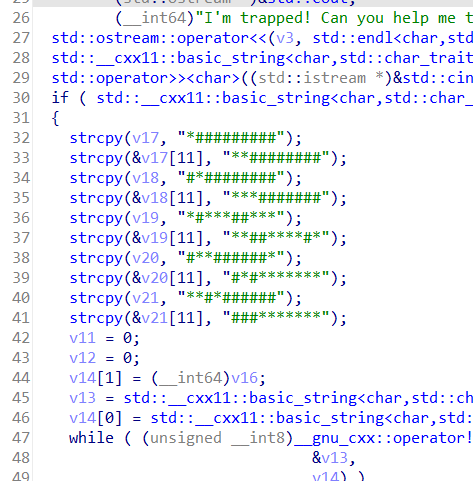 (std::ostream *)&std::cout,
26 (__int64)"I'm trapped! Can you help me t
27 std::ostream::operator<<(v3, std::endl<char,std
28 std::__cxx11::basic_string<char,std::char_trait
29 std::operator>><char>((std::istream *)&std::cin
30 if ( std::__cxx11::basic_string<char,std::char_
31 {
32 strcpy(v17, "*#########");
33 strcpy(&v17[11], "**########");
34 strcpy(v18, "#*########");
35 strcpy(&v18[11], "***#######");
36 strcpy(v19, "*#***##***");
37 strcpy(&v19[11], "**##****#*");
38 strcpy(v20, "#**######*");
39 strcpy(&v20[11], "#*#*******");
40 strcpy(v21, "**#*######");
41 strcpy(&v21[11], "###*******");
42 v11 = 0;
43 v12 = 0;
44 v14[1] = (__int64)v16;
45 v13 = std::__cxx11::basic_string<char,std::ch
46 v14[0] = std::__cxx11::basic_string<char,std:
47 while ( (unsigned __int8)__gnu_cxx::operator!
48 &v13,
49 v14) )